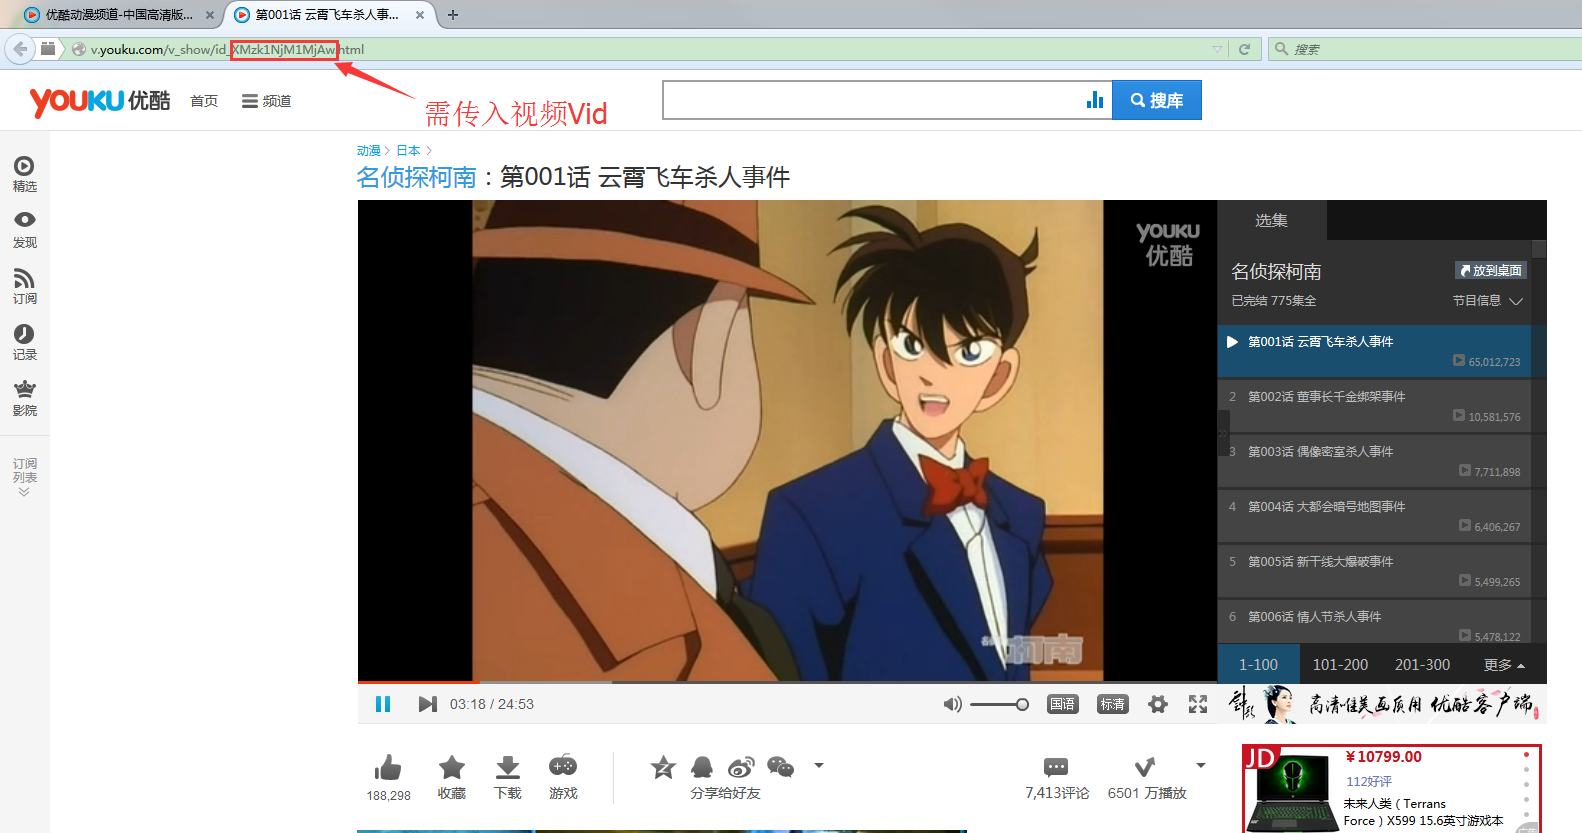 优酷动漫频道-中国高清版...
第001话 云霄飞车杀人事...
v.youku.com/v_show/id_XMzk1NjM1MjAw.html
搜索
需传入视频Vid
YOUKU 优酷
首页
频道
搜库
精选
发现
订阅
记录
影院
订阅
列表
动漫
日本
名侦探柯南：第001话 云霄飞车杀人事件
YOUKU
优酷
柯南
03:18 / 24:53
国语
标清
选集
名侦探柯南
放到桌面
已完结 775集全
节目信息
第001话 云霄飞车杀人事件
65,012,723
2 第002话 董事长千金绑架事件
10,581,576
3 第003话 偶像密室杀人事件
7,711,898
4 第004话 大都会暗号地图事件
6,406,267
5 第005话 新干线大爆破事件
5,499,265
6 第006话 情人节杀人事件
5,478,122
1-100
101-200
201-300
更多
高清唯美画质用 优酷客户端
188,298
收藏
下载
游戏
分享给好友
7,413评论
6501 万播放
JD
￥10799.00
112好评
未来人类（Terrans
Force）X599 15.6英寸游戏本